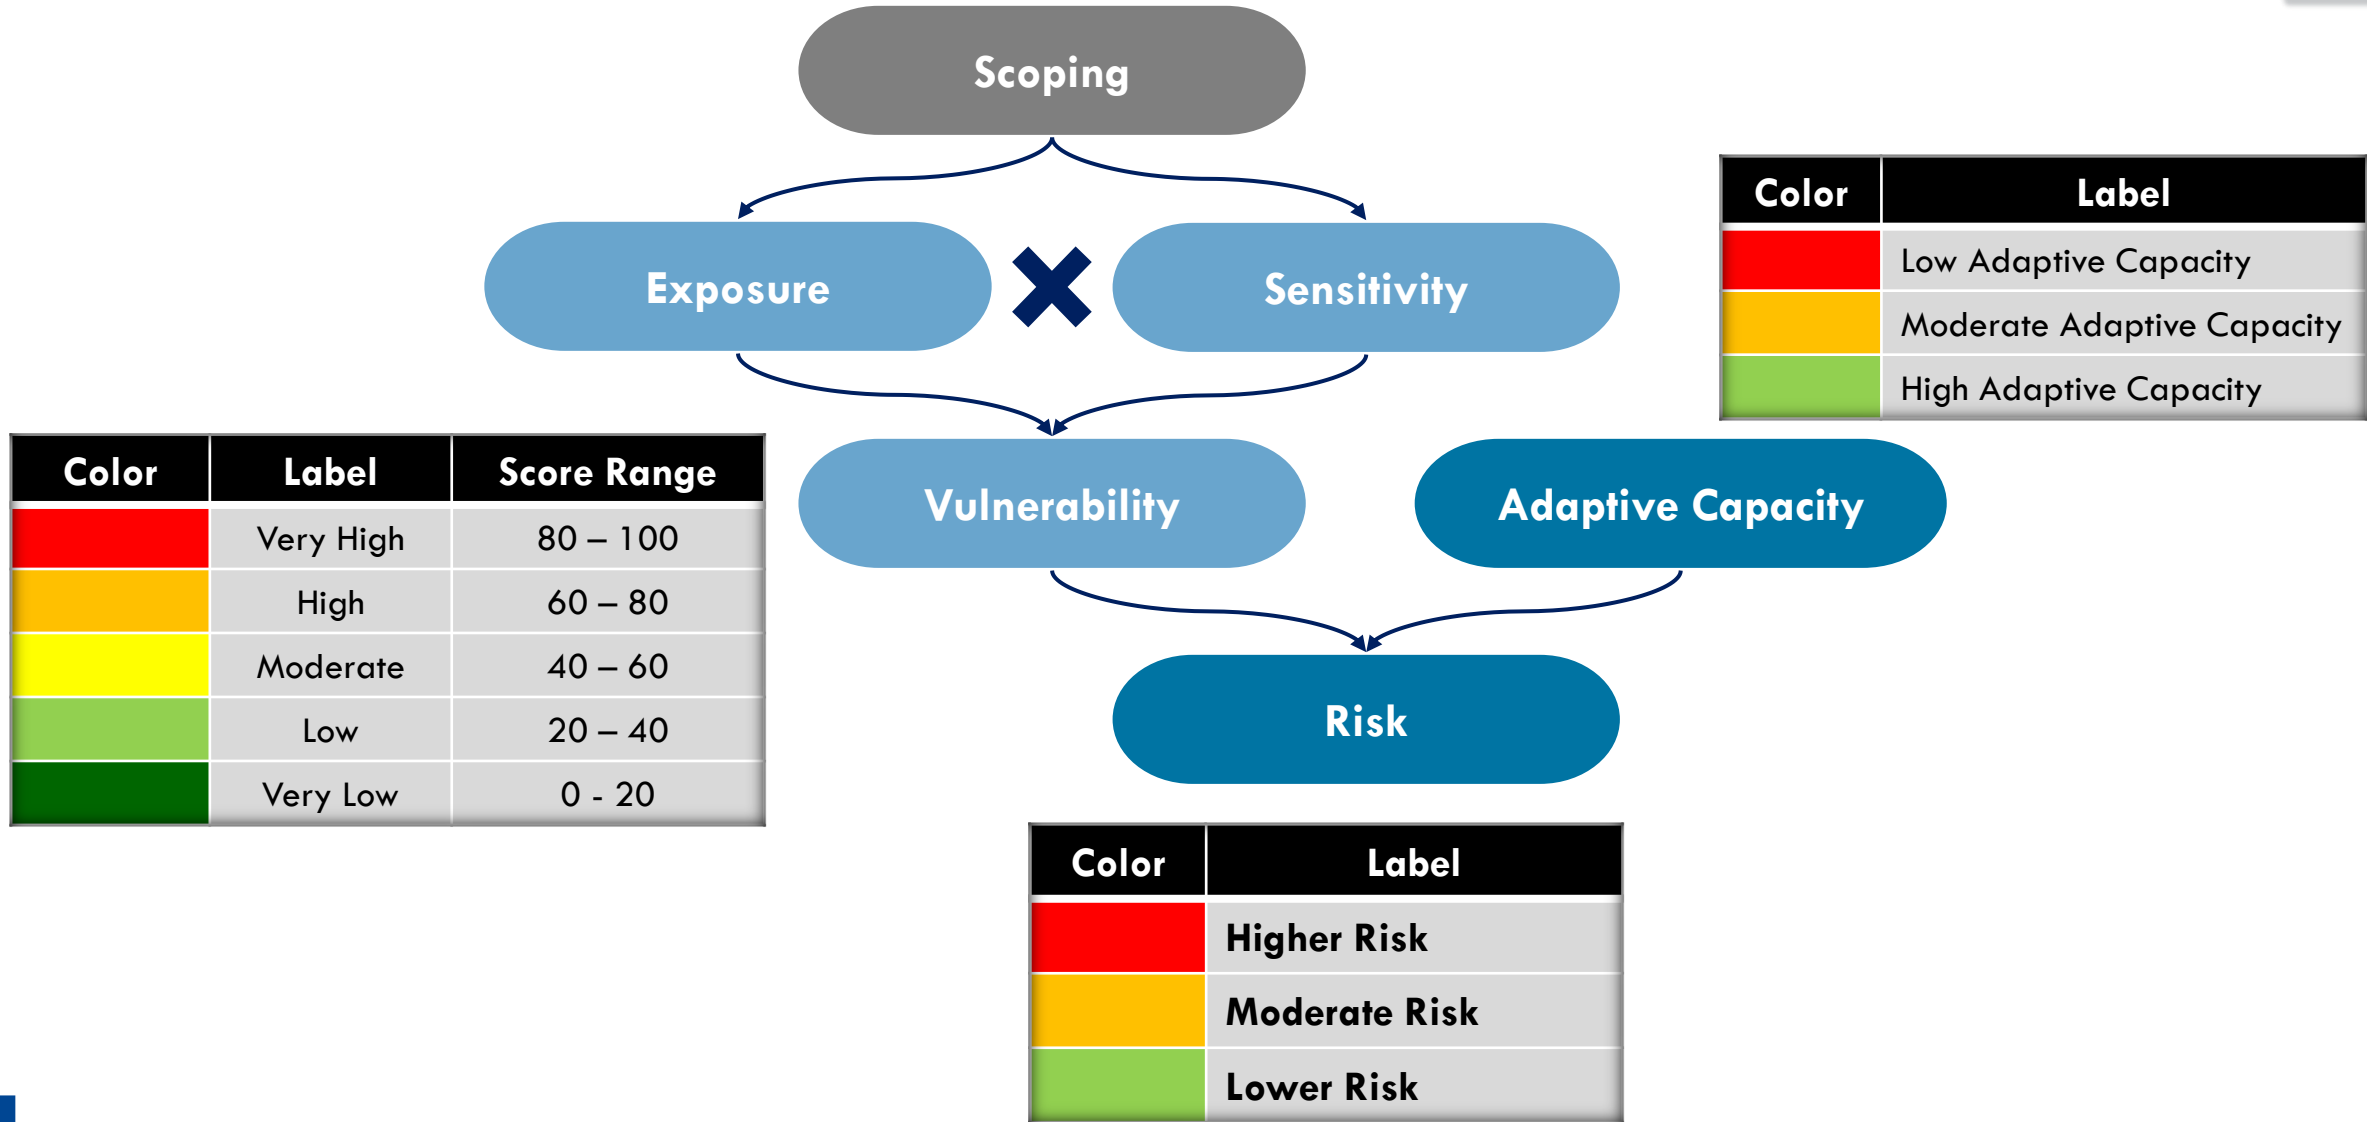 Scoping
Exposure
Sensitivity
Color Label
Low Adaptive Capacity
Moderate Adaptive Capacity
High Adaptive Capacity
Color Label Score Range
Very High 80 – 100
High 60 – 80
Moderate 40 – 60
Low 20 – 40
Very Low 0 - 20
Vulnerability
Adaptive Capacity
Risk
Color Label
Higher Risk
Moderate Risk
Lower Risk